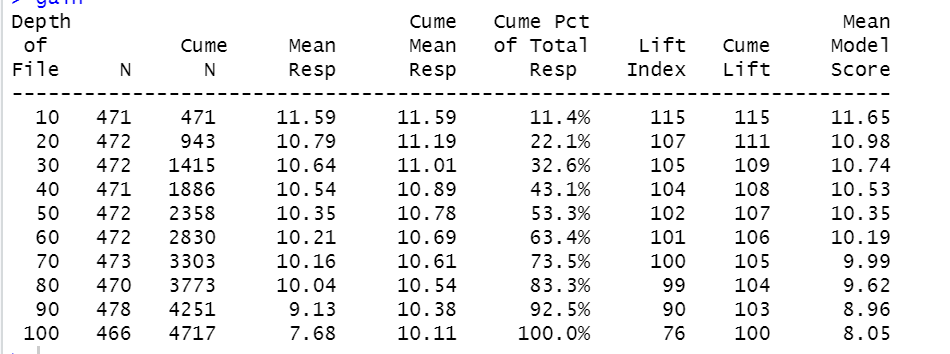 > gain
Depth Cume Cume Pct Mean
of Cume Mean Mean of Total Lift Cume Model
File N N Resp Resp Resp Index Lift Score
-------------------------------------------------------------------------
10 471 471 11.59 11.59 11.4% 115 115 11.65
20 472 943 10.79 11.19 22.1% 107 111 10.98
30 472 1415 10.64 11.01 32.6% 105 109 10.74
40 471 1886 10.54 10.89 43.1% 104 108 10.53
50 472 2358 10.35 10.78 53.3% 102 107 10.35
60 472 2830 10.21 10.69 63.4% 101 106 10.19
70 473 3303 10.16 10.61 73.5% 100 105 9.99
80 470 3773 10.04 10.54 83.3% 99 104 9.62
90 478 4251 9.13 10.38 92.5% 90 103 8.96
100 466 4717 7.68 10.11 100.0% 76 100 8.05